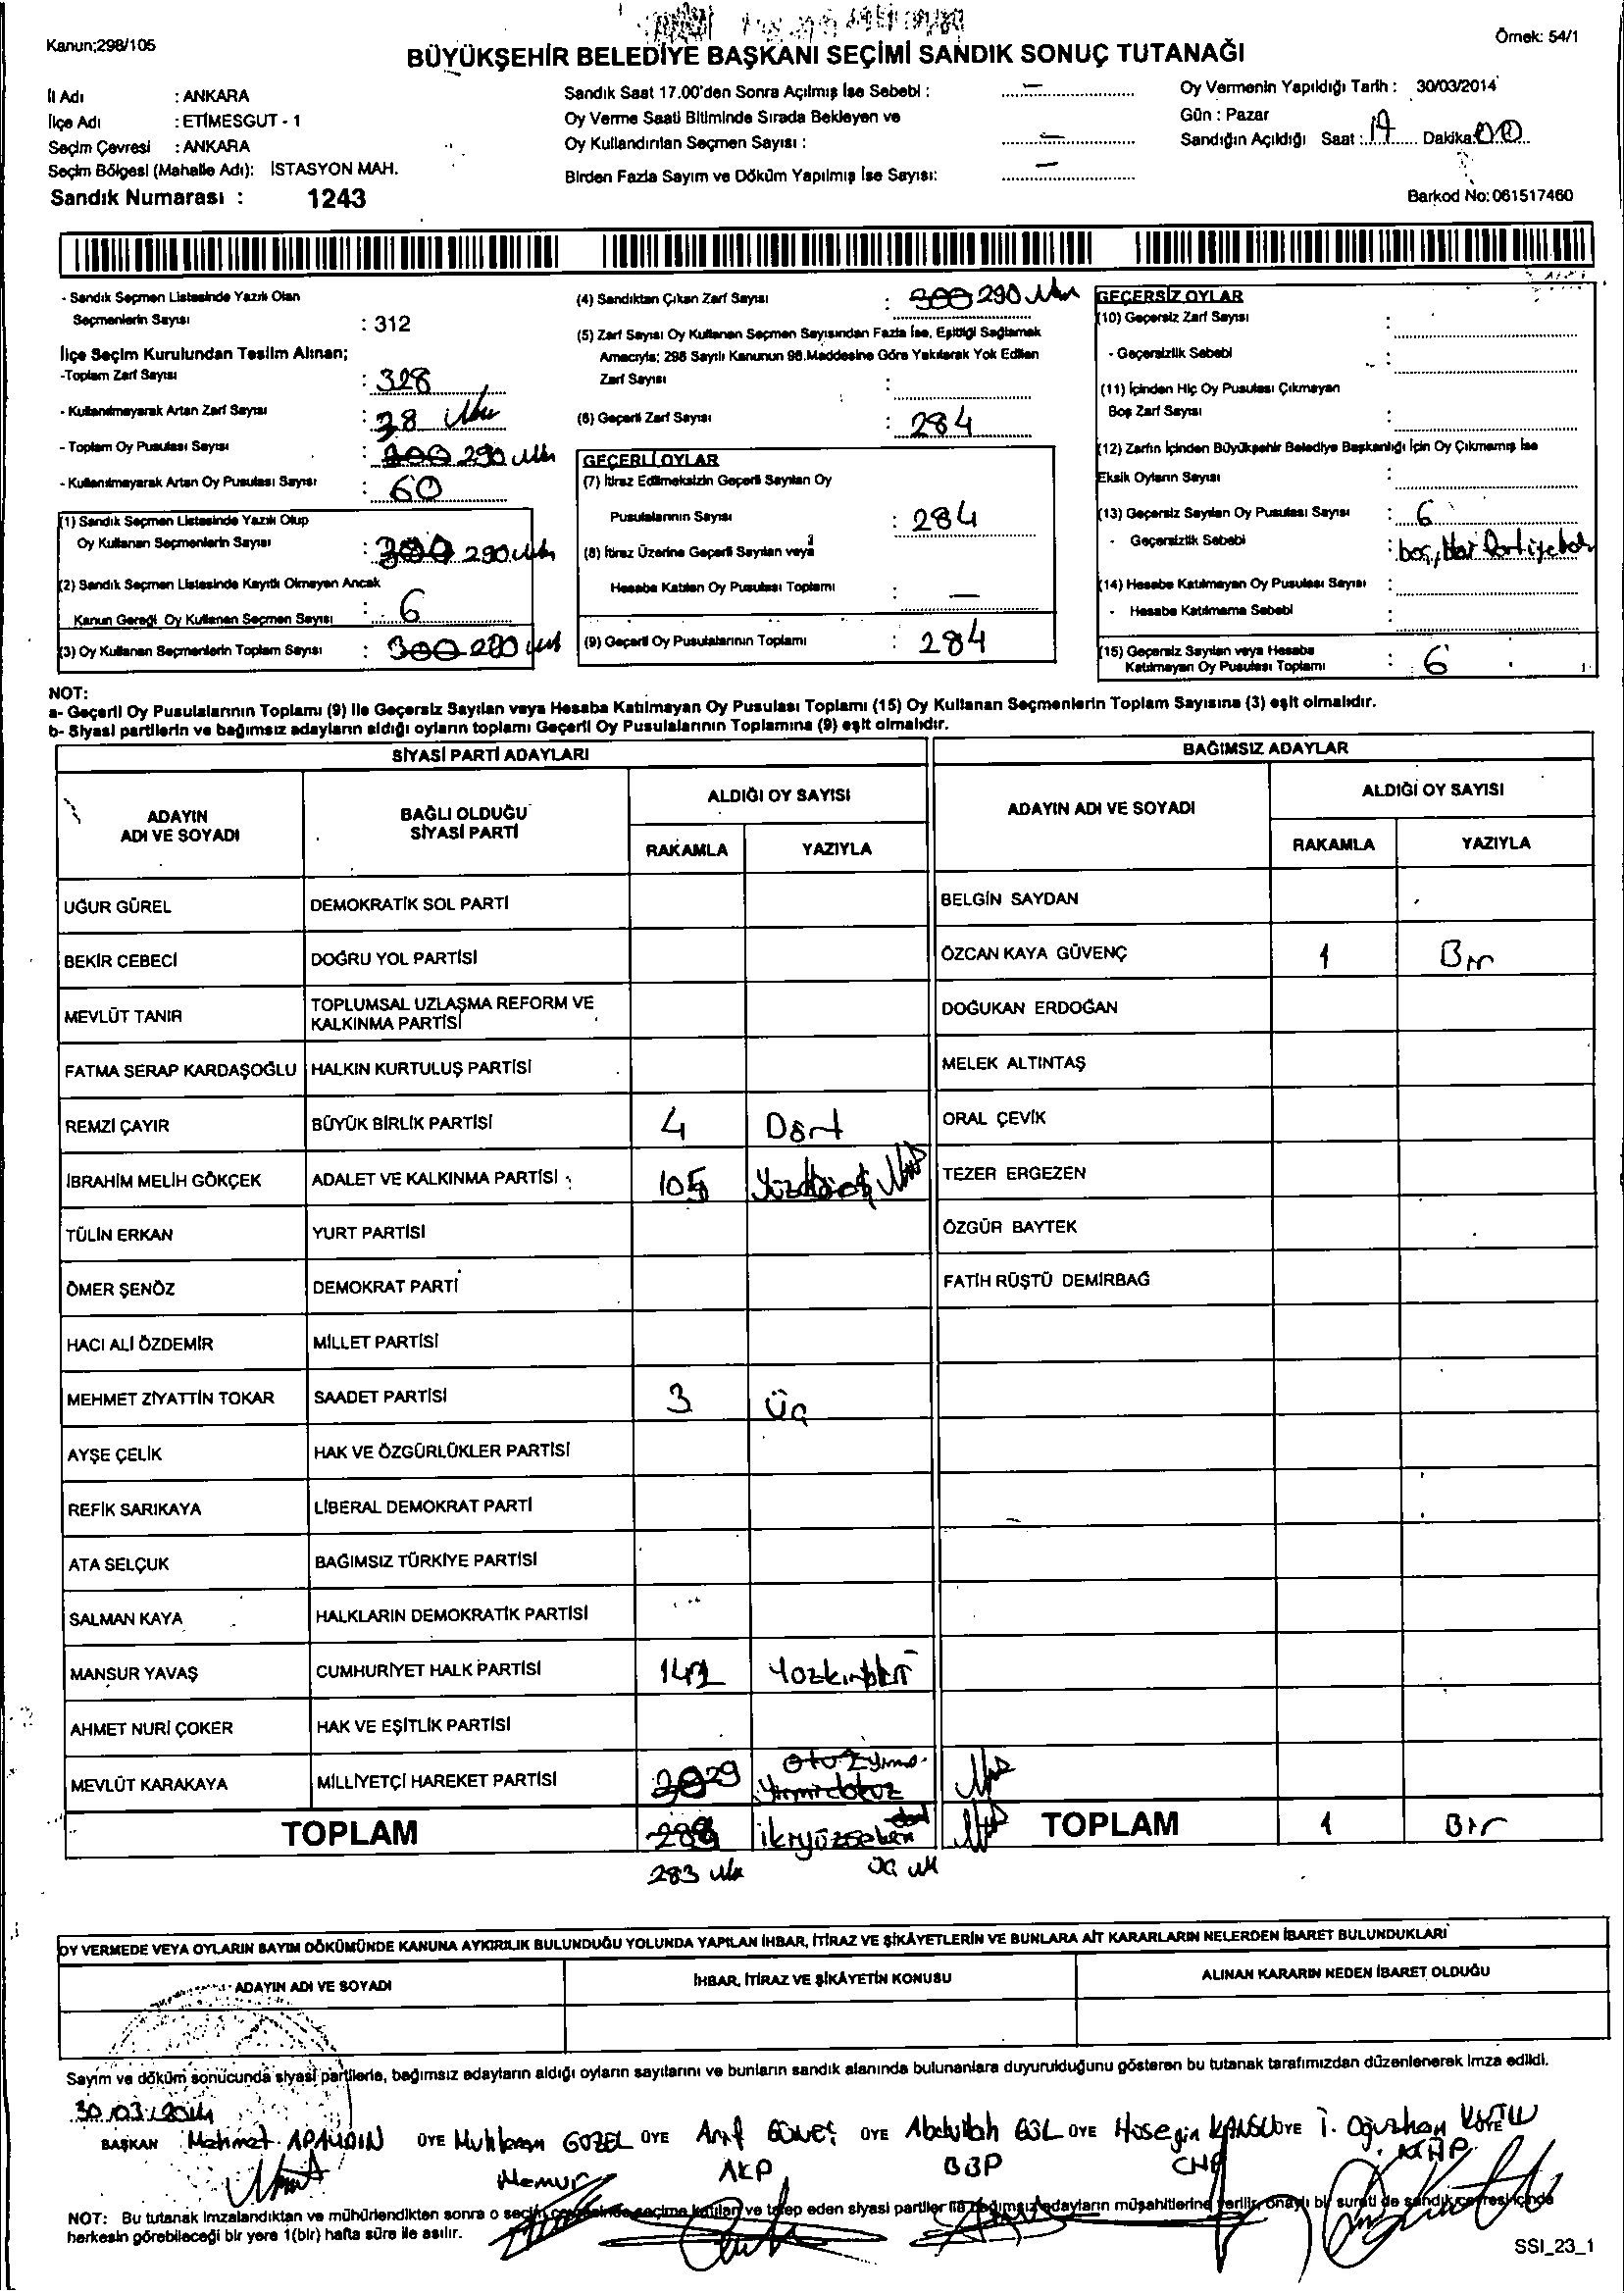 Kanun;298/105
Örnek: 54/1
BÜYÜKŞEHİR BELEDİYE BAŞKANI SEÇİMİ SANDIK SONUÇ TUTANAĞI
İl Adı : ANKARA
İlçe Adı : ETİMESGUT - 1
Seçim Çevresi : ANKARA
Seçim Bölgesi (Mahalle Adı): İSTASYON MAH.
Sandık Numarası : 1243
Sandık Saat 17.00'den Sonra Açılmış İse Sebebi : –
Oy Verme Saati Bitiminde Sırada Bekleyen ve
Oy Kullandırılan Seçmen Sayısı : –
Birden Fazla Sayım ve Döküm Yapılmış İse Sayısı: –
Oy Vermenin Yapıldığı Tarih : 30/03/2014
Gün : Pazar
Sandığın Açıldığı Saat : 17 Dakika 00
Barkod No:061517460
- Sandık Seçmen Listesinde Yazılı Olan
Seçmenlerin Sayısı : 312
İlçe Seçim Kurulundan Teslim Alınan;
-Toplam Zarf Sayısı : 328
- Kullanılmayarak Artan Zarf Sayısı : 38
- Toplam Oy Pusulası Sayısı : 290
- Kullanılmayarak Artan Oy Pusulası Sayısı : 60
(1) Sandık Seçmen Listesinde Yazılı Olup
Oy Kullanan Seçmenlerin Sayısı : 290
(2) Sandık Seçmen Listesinde Kayıtlı Olmayan Ancak
Kanun Gereği Oy Kullanan Seçmen Sayısı : 6
(3) Oy Kullanan Seçmenlerin Toplam Sayısı : 300 290
(4) Sandıktan Çıkan Zarf Sayısı : 300 290
(5) Zarf Sayısı Oy Kullanan Seçmen Sayısından Fazla İse, Eşitliği Sağlamak
Amacıyla; 298 Sayılı Kanunun 98.Maddesine Göre Yakılarak Yok Edilen
Zarf Sayısı :
(6) Geçerli Zarf Sayısı : 284
GEÇERLİ OYLAR
(7) İtiraz Edilmeksizin Geçerli Sayılan Oy
Pusulalarının Sayısı : 284
(8) İtiraz Üzerine Geçerli Sayılan veya
Hesaba Katılan Oy Pusulası Toplamı : –
(9) Geçerli Oy Pusulalarının Toplamı : 284
GEÇERSİZ OYLAR
(10) Geçersiz Zarf Sayısı :
- Geçersizlik Sebebi :
(11) İçinden Hiç Oy Pusulası Çıkmayan
Boş Zarf Sayısı :
(12) Zarfın İçinden Büyükşehir Belediye Başkanlığı İçin Oy Çıkmamış İse
Eksik Oyların Sayısı :
(13) Geçersiz Sayılan Oy Pusulası Sayısı : 6
- Geçersizlik Sebebi : boş,
(14) Hesaba Katılmayan Oy Pusulası Sayısı :
- Hesaba Katılmama Sebebi :
(15) Geçersiz Sayılan veya Hesaba
Katılmayan Oy Pusulası Toplamı : 6
NOT:
a- Geçerli Oy Pusulalarının Toplamı (9) ile Geçersiz Sayılan veya Hesaba Katılmayan Oy Pusulası Toplamı (15) Oy Kullanan Seçmenlerin Toplam Sayısına (3) eşit olmalıdır.
b- Siyasi partilerin ve bağımsız adayların aldığı oyların toplamı Geçerli Oy Pusulalarının Toplamına (9) eşit olmalıdır.
SİYASİ PARTİ ADAYLARI
ADAYIN ADI VE SOYADI
BAĞLI OLDUĞU SİYASİ PARTİ
ALDIĞI OY SAYISI
RAKAMLA YAZIYLA
UĞUR GÜREL DEMOKRATİK SOL PARTİ
BEKİR CEBECİ DOĞRU YOL PARTİSİ
MEVLÜT TANIR TOPLUMSAL UZLAŞMA REFORM VE KALKINMA PARTİSİ
FATMA SERAP KARDAŞOĞLU HALKIN KURTULUŞ PARTİSİ
REMZİ ÇAYIR BÜYÜK BİRLİK PARTİSİ 4 Dört
İBRAHİM MELİH GÖKÇEK ADALET VE KALKINMA PARTİSİ 105
TÜLİN ERKAN YURT PARTİSİ
ÖMER ŞENÖZ DEMOKRAT PARTİ
HACI ALİ ÖZDEMİR MİLLET PARTİSİ
MEHMET ZİYATTİN TOKAR SAADET PARTİSİ 3 Üç
AYŞE ÇELİK HAK VE ÖZGÜRLÜKLER PARTİSİ
REFİK SARIKAYA LİBERAL DEMOKRAT PARTİ
ATA SELÇUK BAĞIMSIZ TÜRKİYE PARTİSİ
SALMAN KAYA HALKLARIN DEMOKRATİK PARTİSİ
MANSUR YAVAŞ CUMHURİYET HALK PARTİSİ 142
AHMET NURİ ÇOKER HAK VE EŞİTLİK PARTİSİ
MEVLÜT KARAKAYA MİLLİYETÇİ HAREKET PARTİSİ 29 Yirmidokuz
TOPLAM ikiyüzseksen
283 üç
BAĞIMSIZ ADAYLAR
ADAYIN ADI VE SOYADI
ALDIĞI OY SAYISI
RAKAMLA YAZIYLA
BELGİN SAYDAN
ÖZCAN KAYA GÜVENÇ 1 Bir
DOĞUKAN ERDOĞAN
MELEK ALTINTAŞ
ORAL ÇEVİK
TEZER ERGEZEN
ÖZGÜR BAYTEK
FATİH RÜŞTÜ DEMİRBAĞ
TOPLAM 1 Bir
OY VERMEDE VEYA OYLARIN SAYIM DÖKÜMÜNDE KANUNA AYKIRILIK BULUNDUĞU YOLUNDA YAPILAN İHBAR, İTİRAZ VE ŞİKÂYETLERİN VE BUNLARA AİT KARARLARIN NELERDEN İBARET BULUNDUKLARI
ADAYIN ADI VE SOYADI İHBAR, İTİRAZ VE ŞİKÂYETİN KONUSU ALINAN KARARIN NEDEN İBARET OLDUĞU
Sayım ve döküm sonucunda siyasi partilerle, bağımsız adayların aldığı oyların sayılarını ve bunların sandık alanında bulunanlara duyurulduğunu gösteren bu tutanak tarafımızdan düzenlenerek imza edildi.
30.03.2014
BAŞKAN Mehmet APAYDIN ÜYE Muhterem GÜZEL ÜYE Arif GÜNEŞ ÜYE Abdullah GÜL ÜYE Hüseyin ÜYE İ. Oğuzhan
Memur AKP BBP CHP MHP
NOT: Bu tutanak imzalandıktan ve mühürlendikten sonra o seçim çevresinde seçime katılan ve talep eden siyasi partiler ile bağımsız adayların müşahitlerine verilir, onaylı bir sureti de sandık çevresi içinde
herkesin görebileceği bir yere 1(bir) hafta süre ile asılır.
SSI_23_1